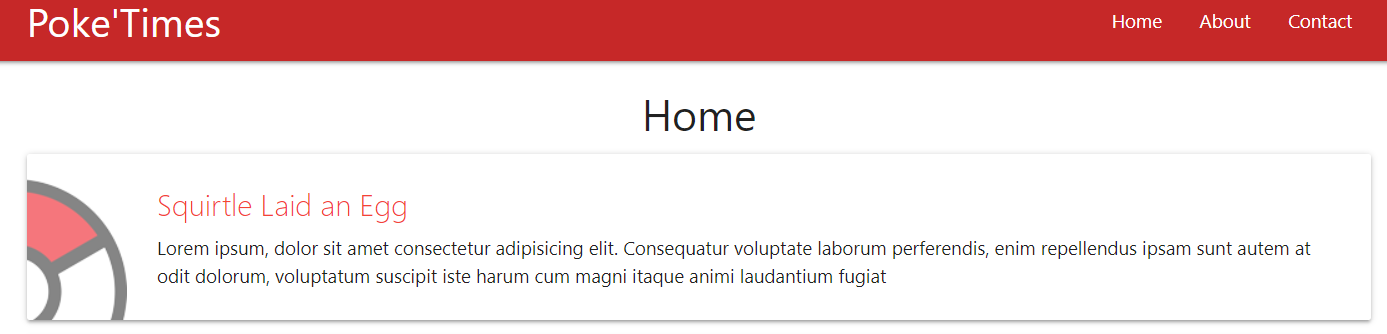 Poke'Times
Home About Contact
Home
Squirtle Laid an Egg
Lorem ipsum, dolor sit amet consectetur adipisicing elit. Consequatur voluptate laborum perferendis, enim repellendus ipsam sunt autem at
odit dolorum, voluptatum suscipit iste harum cum magni itaque animi laudantium fugiat